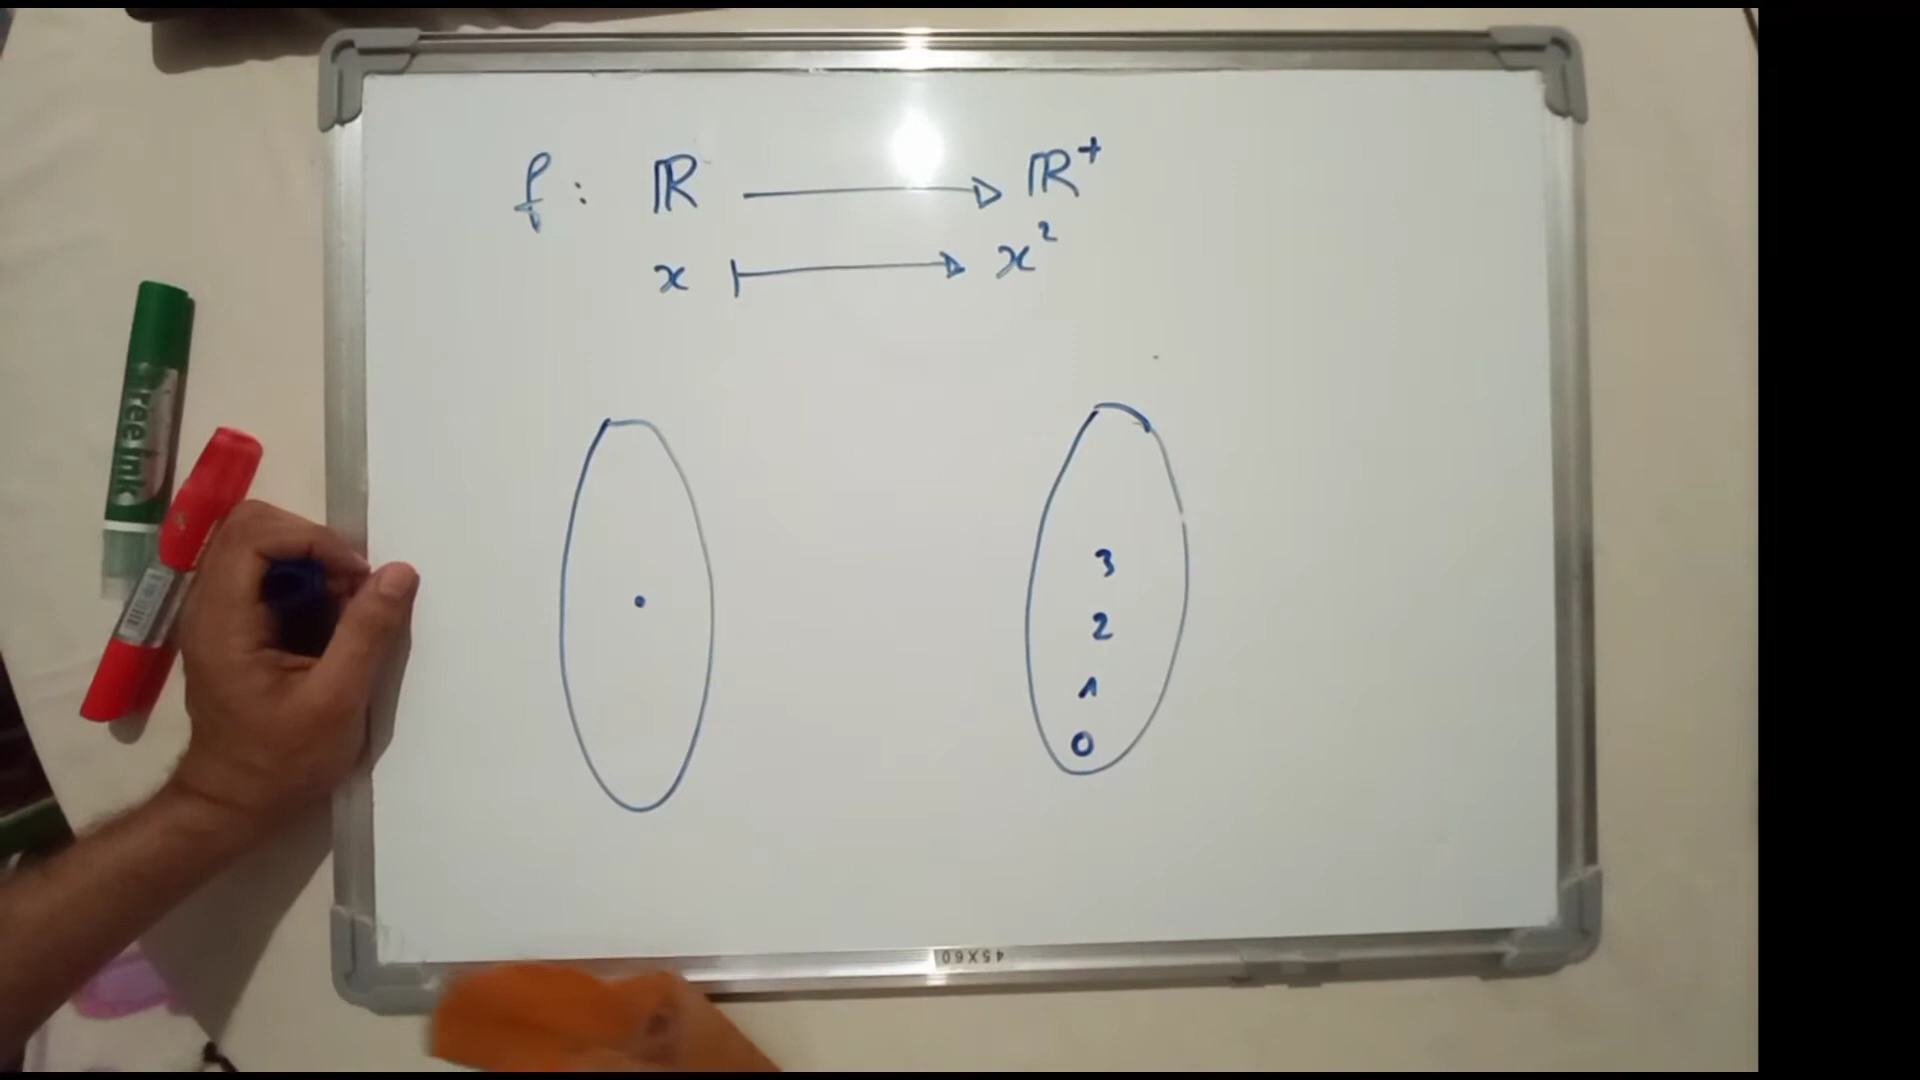 f : ℝ ⟶ ℝ⁺
x ⟼ x²
3
2
1
0
free ink
45X60